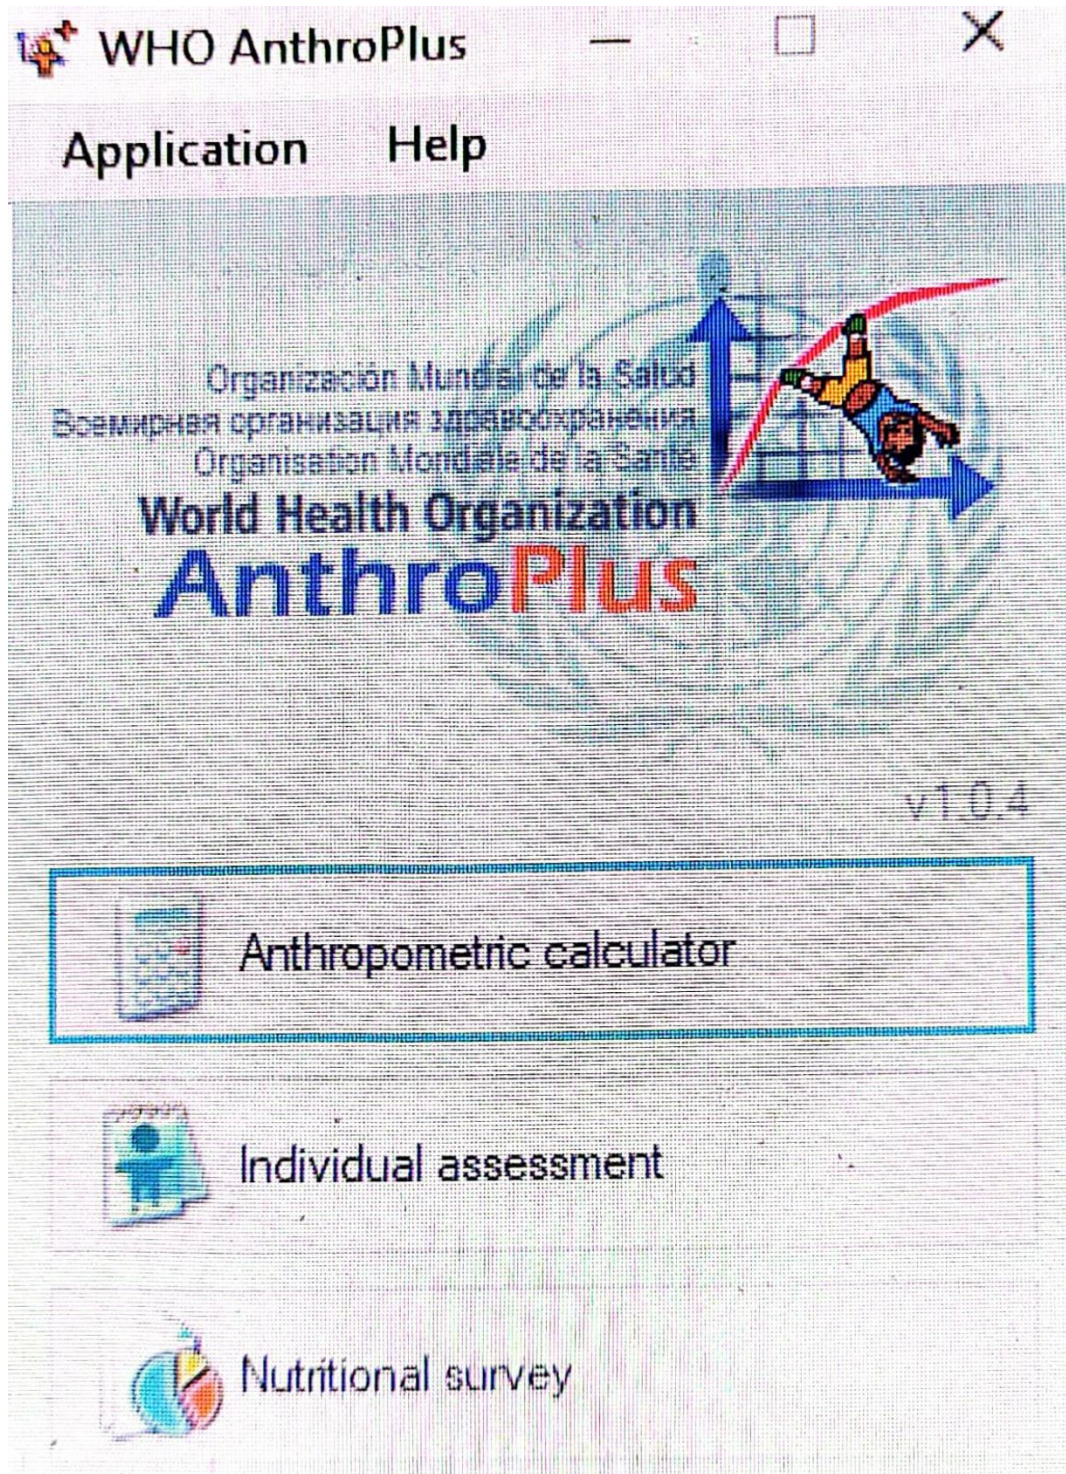 WHO AnthroPlus
Application Help
Organización Mundial de la Salud
Всемирная организация здравоохранения
Organisation Mondiale de la Santé
World Health Organization
AnthroPlus
v1.0.4
Anthropometric calculator
Individual assessment
Nutritional survey